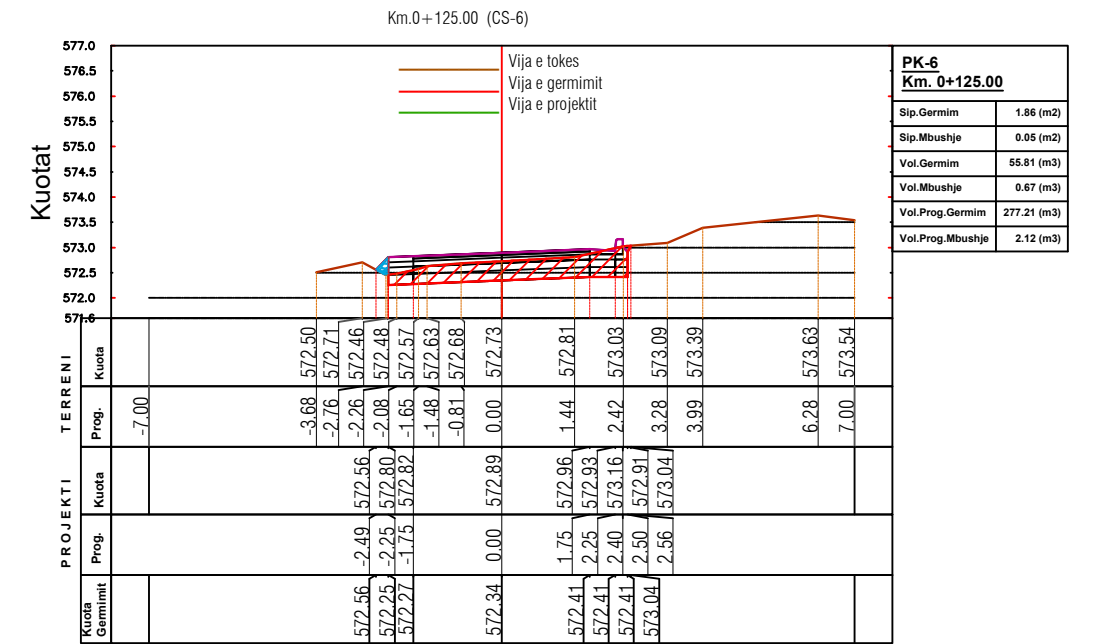 Km.0+125.00 (CS-6)
Kuotat
577.0
576.5
576.0
575.5
575.0
574.5
574.0
573.5
573.0
572.5
572.0
571.6
Vija e tokes
Vija e germimit
Vija e projektit
PK-6
Km. 0+125.00
Sip.Germim 1.86 (m2)
Sip.Mbushje 0.05 (m2)
Vol.Germim 55.81 (m3)
Vol.Mbushje 0.67 (m3)
Vol.Prog.Germim 277.21 (m3)
Vol.Prog.Mbushje 2.12 (m3)
TERRENI
Kuota 572.50 572.71 572.46 572.48 572.57 572.63 572.68 572.73 572.81 573.03 573.09 573.39 573.63 573.54
Prog. -7.00 -3.68 -2.76 -2.26 -2.08 -1.65 -1.48 -0.81 0.00 1.44 2.42 3.28 3.99 6.28 7.00
PROJEKTI
Kuota 572.56 572.80 572.82 572.89 572.96 572.93 573.16 572.91 573.04
Prog. -2.49 -2.25 -1.75 0.00 1.75 2.25 2.40 2.50 2.56
Kuota Germimit 572.56 572.25 572.27 572.34 572.41 572.41 572.41 573.04